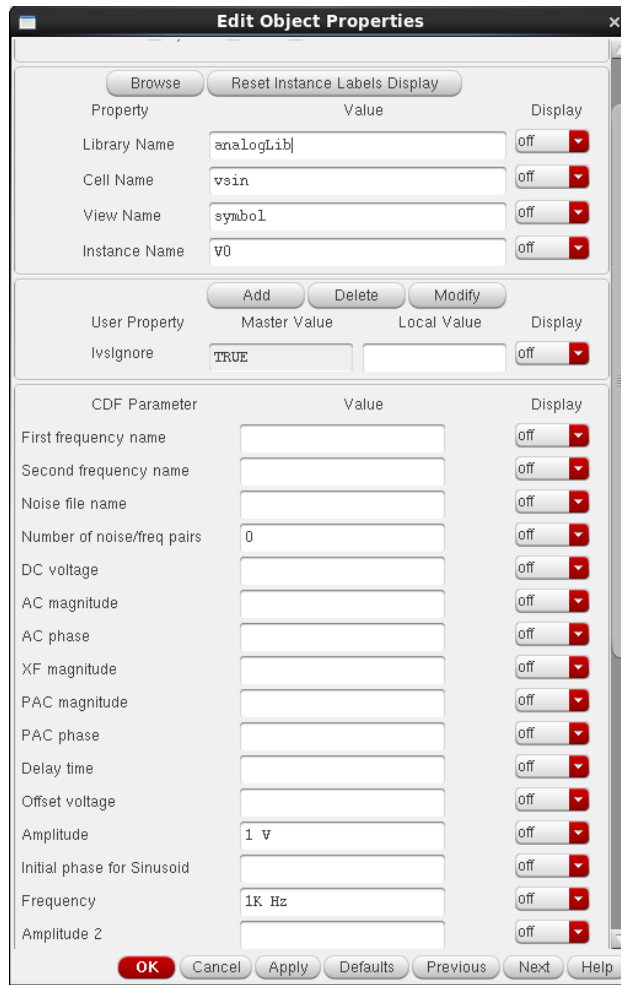 Edit Object Properties
Browse Reset Instance Labels Display
Property Value Display
Library Name analogLib off
Cell Name vsin off
View Name symbol off
Instance Name V0 off
Add Delete Modify
User Property Master Value Local Value Display
lvsIgnore TRUE off
CDF Parameter Value Display
First frequency name off
Second frequency name off
Noise file name off
Number of noise/freq pairs 0 off
DC voltage off
AC magnitude off
AC phase off
XF magnitude off
PAC magnitude off
PAC phase off
Delay time off
Offset voltage off
Amplitude 1 V off
Initial phase for Sinusoid off
Frequency 1K Hz off
Amplitude 2 off
OK Cancel Apply Defaults Previous Next Help